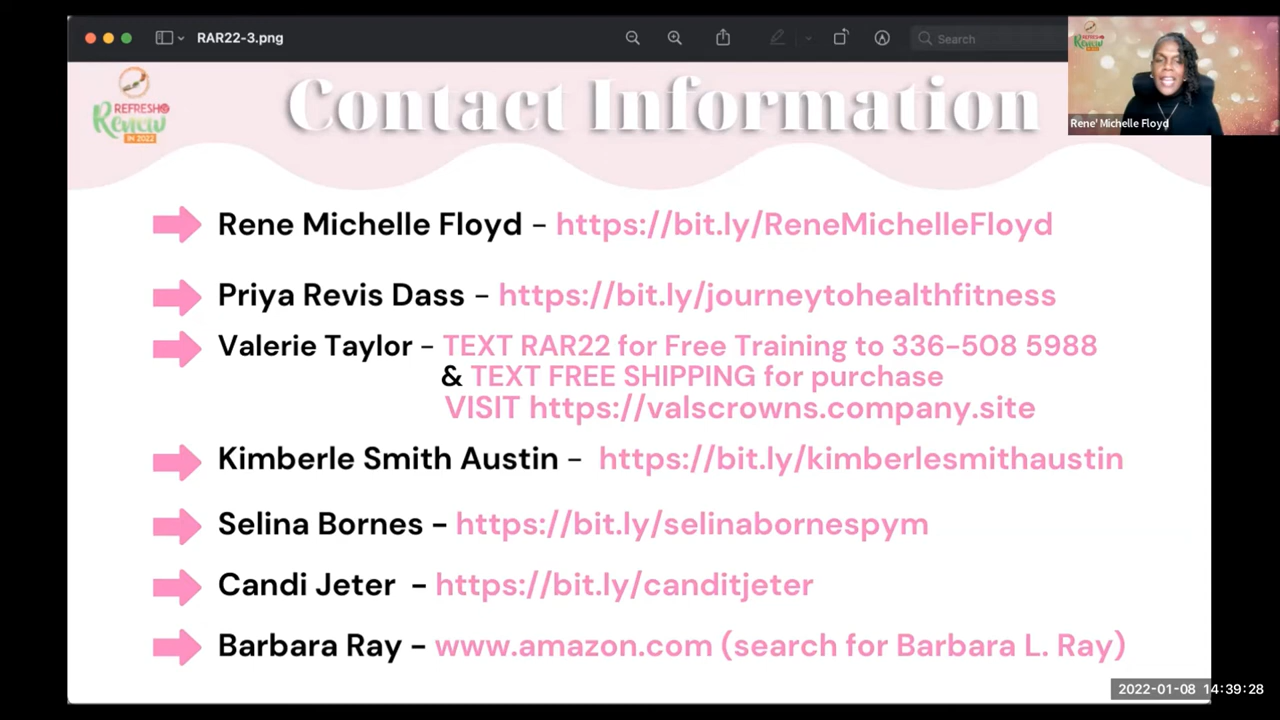 RAR22-3.png
Search
REFRESH
Renew
IN 2022
Contact Information
Rene' Michelle Floyd
Rene Michelle Floyd - https://bit.ly/ReneMichelleFloyd
Priya Revis Dass - https://bit.ly/journeytohealthfitness
Valerie Taylor - TEXT RAR22 for Free Training to 336-508 5988
& TEXT FREE SHIPPING for purchase
VISIT https://valscrowns.company.site
Kimberle Smith Austin - https://bit.ly/kimberlesmithaustin
Selina Bornes - https://bit.ly/selinabornespym
Candi Jeter - https://bit.ly/canditjeter
Barbara Ray - www.amazon.com (search for Barbara L. Ray)
2022-01-08 14:39:28